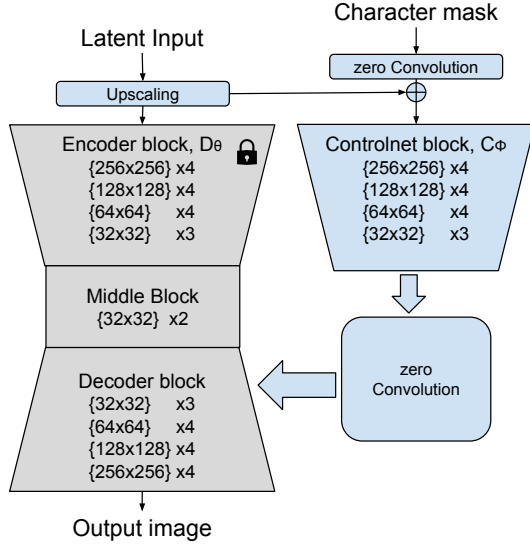 Latent Input
Character mask
zero Convolution
Upscaling
Encoder block, Dθ
{256x256} x4
{128x128} x4
{64x64} x4
{32x32} x3
Controlnet block, CΦ
{256x256} x4
{128x128} x4
{64x64} x4
{32x32} x3
Middle Block
{32x32} x2
zero
Convolution
Decoder block
{32x32} x3
{64x64} x4
{128x128} x4
{256x256} x4
Output image